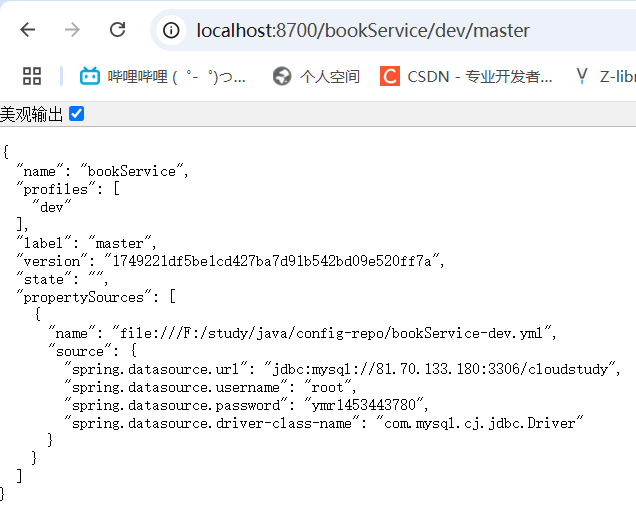 localhost:8700/bookService/dev/master
哔哩哔哩 (゜-゜)つ... 个人空间 CSDN - 专业开发者... Z-libr
美观输出
{
"name": "bookService",
"profiles": [
"dev"
],
"label": "master",
"version": "1749221df5be1cd427ba7d91b542bd09e520ff7a",
"state": "",
"propertySources": [
{
"name": "file:///F:/study/java/config-repo/bookService-dev.yml",
"source": {
"spring.datasource.url": "jdbc:mysql://81.70.133.180:3306/cloudstudy",
"spring.datasource.username": "root",
"spring.datasource.password": "ymr1453443780",
"spring.datasource.driver-class-name": "com.mysql.cj.jdbc.Driver"
}
}
]
}